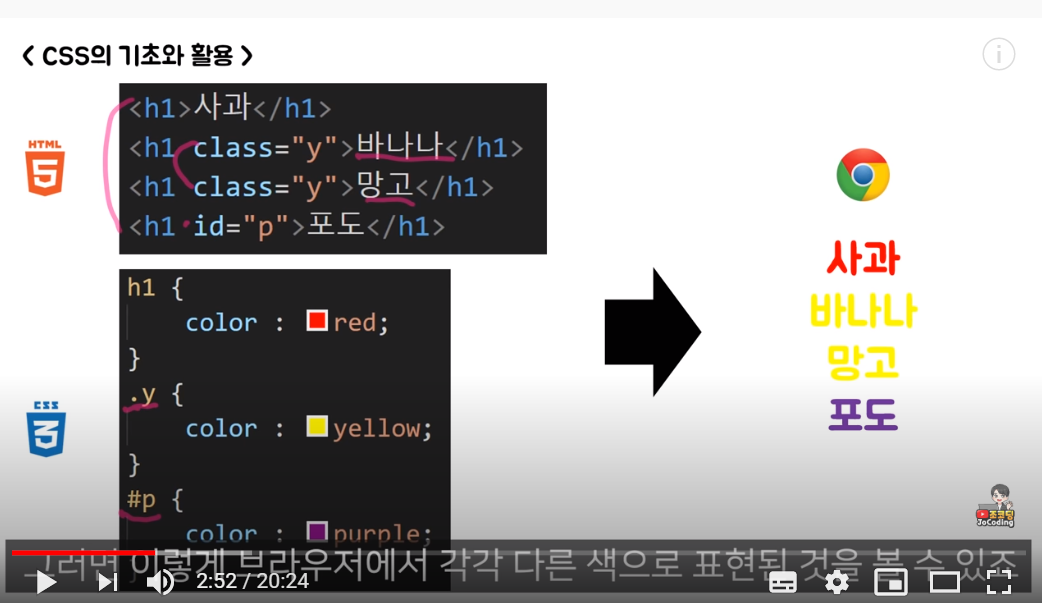 < CSS의 기초와 활용 >
HTML
5
<h1>사과</h1>
<h1 class="y">바나나</h1>
<h1 class="y">망고</h1>
<h1 id="p">포도</h1>
CSS
3
h1 {
color : red;
}
.y {
color : yellow;
}
#p {
color : purple;
사과
바나나
망고
포도
조코딩
JoCoding
그러면 이렇게 브라우저에서 각각 다른 색으로 표현된 것을 볼 수 있죠
2:52 / 20:24